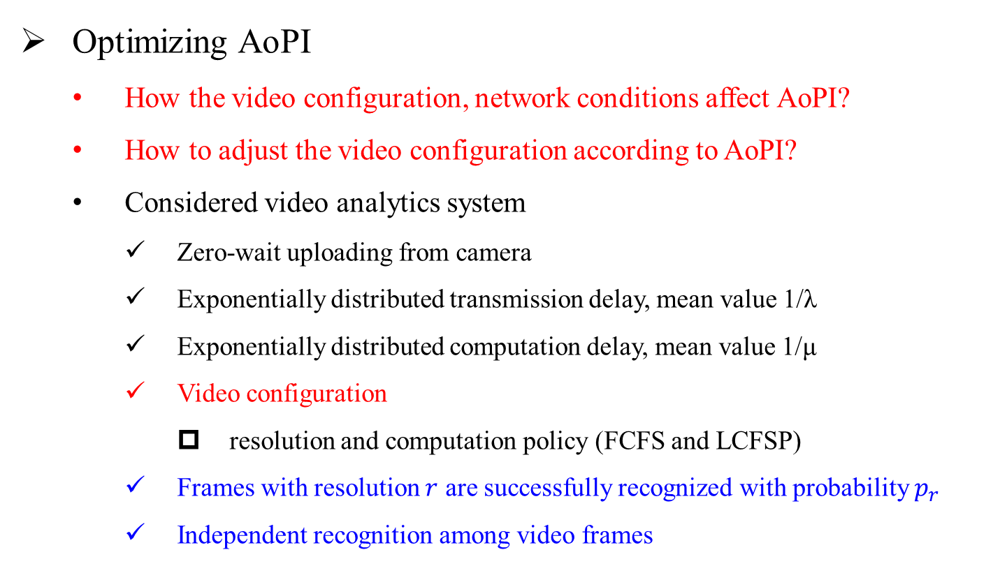 ➢ Optimizing AoPI
• How the video configuration, network conditions affect AoPI?
• How to adjust the video configuration according to AoPI?
• Considered video analytics system
✓ Zero-wait uploading from camera
✓ Exponentially distributed transmission delay, mean value 1/λ
✓ Exponentially distributed computation delay, mean value 1/μ
✓ Video configuration
❑ resolution and computation policy (FCFS and LCFSP)
✓ Frames with resolution r are successfully recognized with probability p_r
✓ Independent recognition among video frames